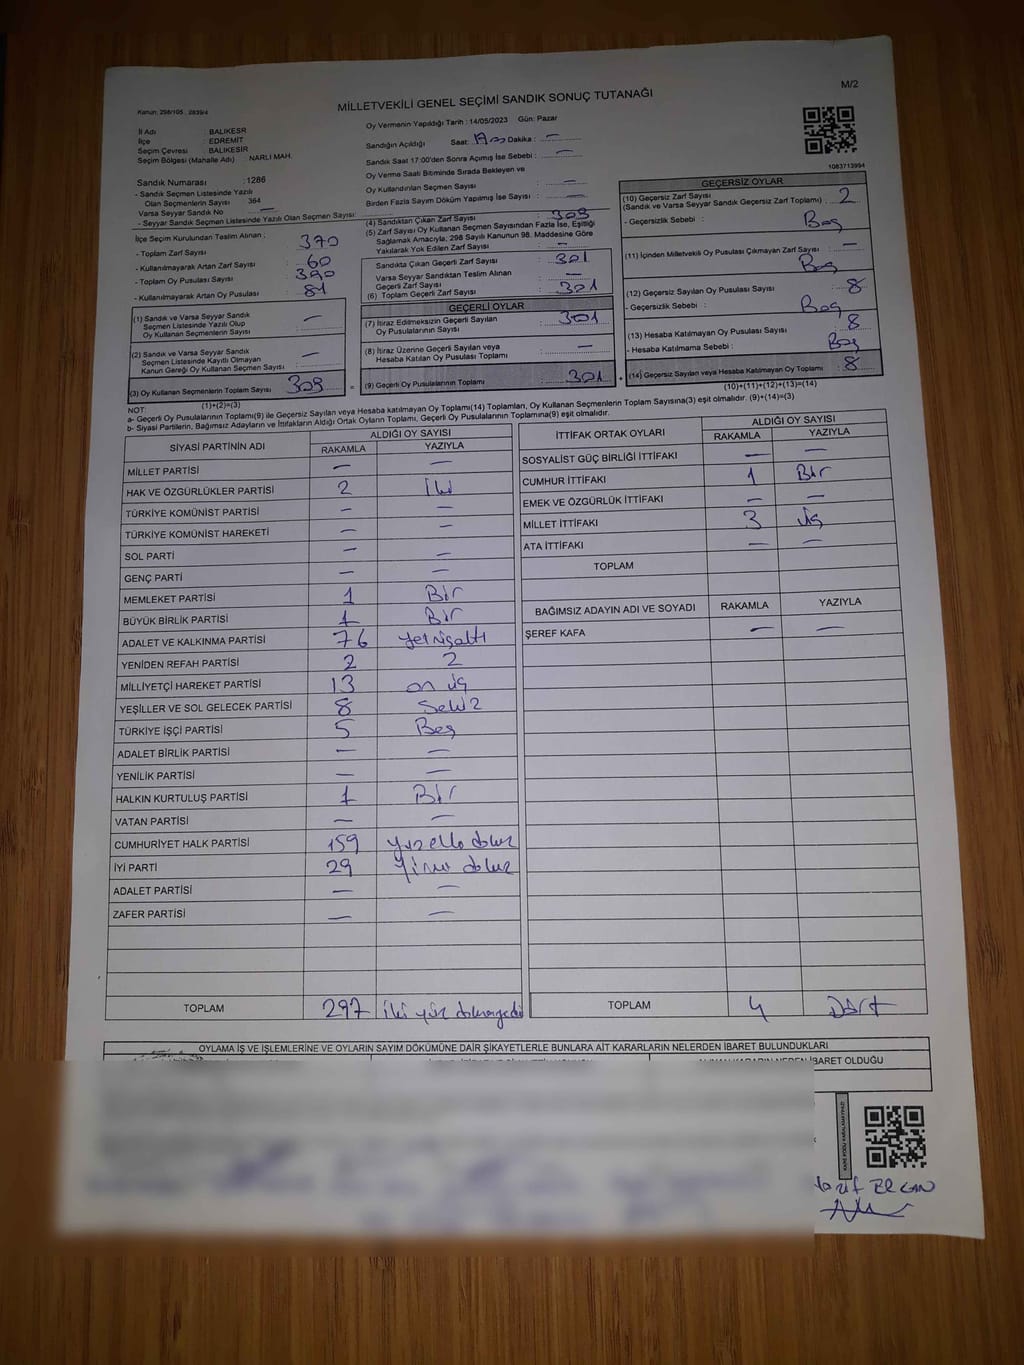 M/2
Kanun: 298/105 . 2839/4
MİLLETVEKİLİ GENEL SEÇİMİ SANDIK SONUÇ TUTANAĞI
İl Adı : BALIKESİR
İlçe : EDREMİT
Seçim Çevresi : BALIKESİR
Seçim Bölgesi (Mahalle Adı) : NARLI MAH.
Sandık Numarası : 1286
- Sandık Seçmen Listesinde Yazılı
Olan Seçmenlerin Sayısı 364
Varsa Seyyar Sandık No —
- Seyyar Sandık Seçmen Listesinde Yazılı Olan Seçmen Sayısı:
Oy Vermenin Yapıldığı Tarih : 14/05/2023 Gün: Pazar
Sandığın Açıldığı Saat: Dakika : —
Sandık Saat 17:00'den Sonra Açımış İse Sebebi : —
Oy Verme Saati Bitiminde Sırada Bekleyen ve
Oy Kullandırılan Seçmen Sayısı : —
Birden Fazla Sayım Döküm Yapılmış İse Sayısı : —
1083713994
İlçe Seçim Kurulundan Teslim Alınan :
- Toplam Zarf Sayısı : 370
- Kullanılmayarak Artan Zarf Sayısı : 60
- Toplam Oy Pusulası Sayısı : 390
- Kullanılmayarak Artan Oy Pusulası : 81
(1) Sandık ve Varsa Seyyar Sandık
Seçmen Listesinde Yazılı Olup
Oy Kullanan Seçmenlerin Sayısı : —
(2) Sandık ve Varsa Seyyar Sandık
Seçmen Listesinde Kayıtlı Olmayan
Kanun Gereği Oy Kullanan Seçmen Sayısı : —
(3) Oy Kullanan Seçmenlerin Toplam Sayısı : 309 =
(1)+(2)=(3)
(4) Sandıktan Çıkan Zarf Sayısı : 309
(5) Zarf Sayısı Oy Kullanan Seçmen Sayısından Fazla İse, Eşitliği
Sağlamak Amacıyla, 298 Sayılı Kanunun 98. Maddesine Göre
Yakılarak Yok Edilen Zarf Sayısı : —
Sandıkta Çıkan Geçerli Zarf Sayısı : 301
Varsa Seyyar Sandıktan Teslim Alınan
Geçerli Zarf Sayısı : —
(6) Toplam Geçerli Zarf Sayısı : 301
GEÇERLİ OYLAR
(7) İtiraz Edilmeksizin Geçerli Sayılan
Oy Pusulalarının Sayısı : 301
(8) İtiraz Üzerine Geçerli Sayılan veya
Hesaba Katılan Oy Pusulası Toplamı : —
(9) Geçerli Oy Pusulalarının Toplamı : 301 +
GEÇERSİZ OYLAR
(10) Geçersiz Zarf Sayısı
(Sandık ve Varsa Seyyar Sandık Geçersiz Zarf Toplamı) : 2
- Geçersizlik Sebebi : Boş
(11) İçinden Milletvekili Oy Pusulası Çıkmayan Zarf Sayısı : —
Boş
(12) Geçersiz Sayılan Oy Pusulası Sayısı : 8
- Geçersizlik Sebebi : Boş
(13) Hesaba Katılmayan Oy Pusulası Sayısı : 8
- Hesaba Katılmama Sebebi : Boş
(14) Geçersiz Sayılan veya Hesaba Katılmayan Oy Toplamı : 8
(10)+(11)+(12)+(13)=(14)
NOT:
a- Geçerli Oy Pusulalarının Toplamı(9) ile Geçersiz Sayılan veya Hesaba katılmayan Oy Toplamı(14) Toplamları, Oy Kullanan Seçmenlerin Toplam Sayısına(3) eşit olmalıdır. (9)+(14)=(3)
b- Siyasi Partilerin, Bağımsız Adayların ve İttifakların Aldığı Ortak Oyların Toplamı, Geçerli Oy Pusulalarının Toplamına(9) eşit olmalıdır.
SİYASİ PARTİNİN ADI ALDIĞI OY SAYISI
RAKAMLA YAZIYLA
MİLLET PARTİSİ — —
HAK VE ÖZGÜRLÜKLER PARTİSİ 2 İki
TÜRKİYE KOMÜNİST PARTİSİ — —
TÜRKİYE KOMÜNİST HAREKETİ — —
SOL PARTİ — —
GENÇ PARTİ — —
MEMLEKET PARTİSİ 1 Bir
BÜYÜK BİRLİK PARTİSİ 1 Bir
ADALET VE KALKINMA PARTİSİ 76 yetmişaltı
YENİDEN REFAH PARTİSİ 2 2
MİLLİYETÇİ HAREKET PARTİSİ 13 on üç
YEŞİLLER VE SOL GELECEK PARTİSİ 8 Sekiz
TÜRKİYE İŞÇİ PARTİSİ 5 Beş
ADALET BİRLİK PARTİSİ — —
YENİLİK PARTİSİ — —
HALKIN KURTULUŞ PARTİSİ 1 Bir
VATAN PARTİSİ — —
CUMHURİYET HALK PARTİSİ 159 yüzelli dokuz
İYİ PARTİ 29 Yirmi dokuz
ADALET PARTİSİ — —
ZAFER PARTİSİ — —
TOPLAM 297 iki yüz doksanyedi
İTTİFAK ORTAK OYLARI ALDIĞI OY SAYISI
RAKAMLA YAZIYLA
SOSYALİST GÜÇ BİRLİĞİ İTTİFAKI — —
CUMHUR İTTİFAKI 1 Bir
EMEK VE ÖZGÜRLÜK İTTİFAKI — —
MİLLET İTTİFAKI 3 üç
ATA İTTİFAKI — —
TOPLAM
BAĞIMSIZ ADAYIN ADI VE SOYADI RAKAMLA YAZIYLA
ŞEREF KAFA — —
TOPLAM 4 Dört
OYLAMA İŞ VE İŞLEMLERİNE VE OYLARIN SAYIM DÖKÜMÜNE DAİR ŞİKAYETLERLE BUNLARA AİT KARARLARIN NELERDEN İBARET BULUNDUKLARI
İBARET OLDUĞU